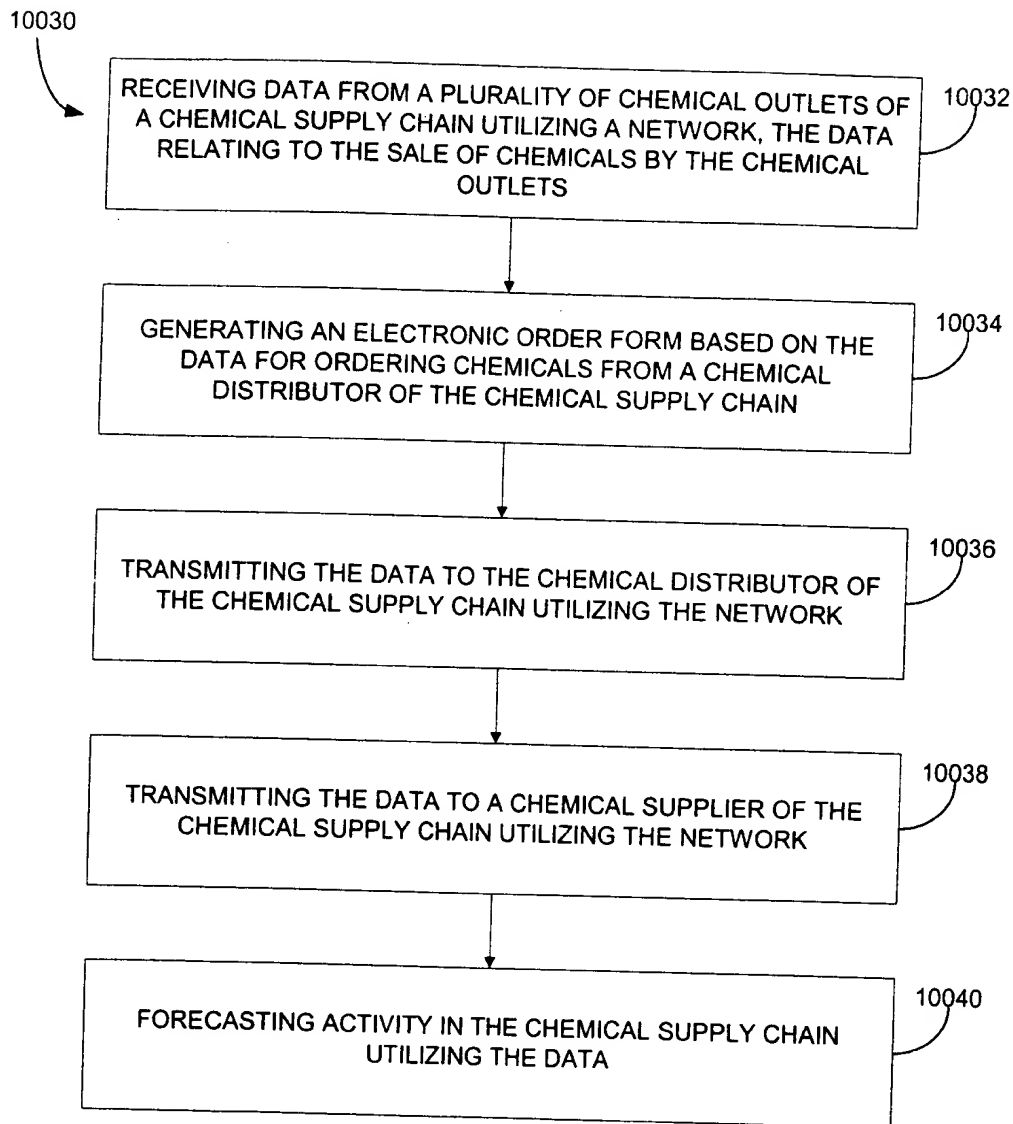 10030
RECEIVING DATA FROM A PLURALITY OF CHEMICAL OUTLETS OF
A CHEMICAL SUPPLY CHAIN UTILIZING A NETWORK, THE DATA
RELATING TO THE SALE OF CHEMICALS BY THE CHEMICAL
OUTLETS
10032
GENERATING AN ELECTRONIC ORDER FORM BASED ON THE
DATA FOR ORDERING CHEMICALS FROM A CHEMICAL
DISTRIBUTOR OF THE CHEMICAL SUPPLY CHAIN
10034
TRANSMITTING THE DATA TO THE CHEMICAL DISTRIBUTOR OF
THE CHEMICAL SUPPLY CHAIN UTILIZING THE NETWORK
10036
TRANSMITTING THE DATA TO A CHEMICAL SUPPLIER OF THE
CHEMICAL SUPPLY CHAIN UTILIZING THE NETWORK
10038
FORECASTING ACTIVITY IN THE CHEMICAL SUPPLY CHAIN
UTILIZING THE DATA
10040